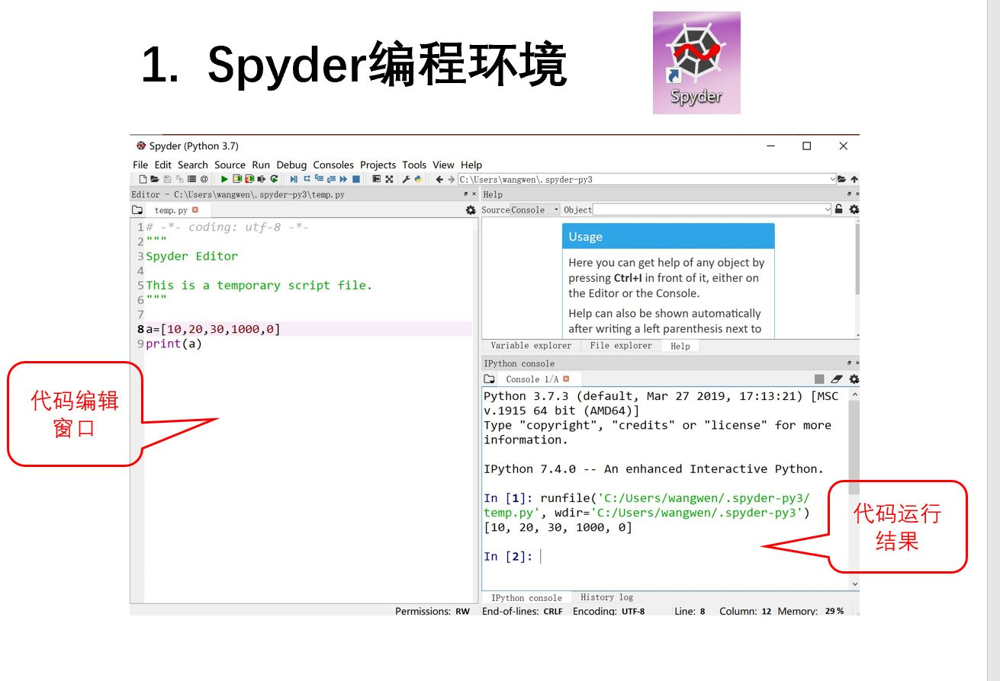 1. Spyder编程环境
Spyder
Spyder (Python 3.7)
File Edit Search Source Run Debug Consoles Projects Tools View Help
C:\Users\wangwen\.spyder-py3
Editor - C:\Users\wangwen\.spyder-py3\temp.py
temp.py
1# -*- coding: utf-8 -*-
2"""
3Spyder Editor
4
5This is a temporary script file.
6"""
7
8a=[10,20,30,1000,0]
9print(a)
代码编辑
窗口
Help
Source Console Object
Usage
Here you can get help of any object by
pressing Ctrl+I in front of it, either on
the Editor or the Console.
Help can also be shown automatically
after writing a left parenthesis next to
Variable explorer File explorer Help
IPython console
Console 1/A
Python 3.7.3 (default, Mar 27 2019, 17:13:21) [MSC
v.1915 64 bit (AMD64)]
Type "copyright", "credits" or "license" for more
information.
IPython 7.4.0 -- An enhanced Interactive Python.
In [1]: runfile('C:/Users/wangwen/.spyder-py3/
temp.py', wdir='C:/Users/wangwen/.spyder-py3')
[10, 20, 30, 1000, 0]
In [2]:
代码运行
结果
IPython console History log
Permissions: RW End-of-lines: CRLF Encoding: UTF-8 Line: 8 Column: 12 Memory: 29 %